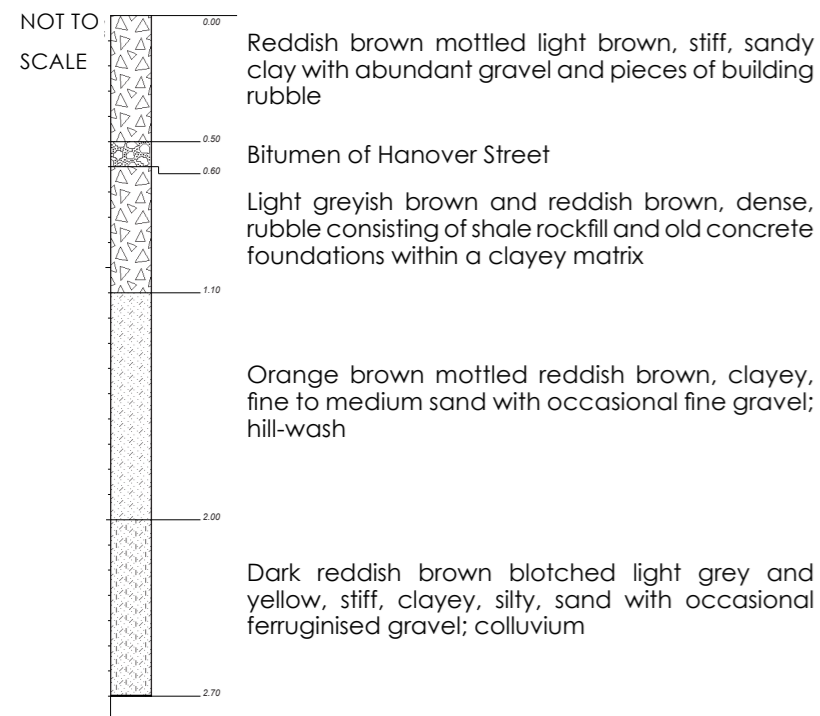 NOT TO
SCALE
0.00
Reddish brown mottled light brown, stiff, sandy
clay with abundant gravel and pieces of building
rubble
0.50
Bitumen of Hanover Street
0.60
Light greyish brown and reddish brown, dense,
rubble consisting of shale rockfill and old concrete
foundations within a clayey matrix
1.10
Orange brown mottled reddish brown, clayey,
fine to medium sand with occasional fine gravel;
hill-wash
2.00
Dark reddish brown blotched light grey and
yellow, stiff, clayey, silty, sand with occasional
ferruginised gravel; colluvium
2.70